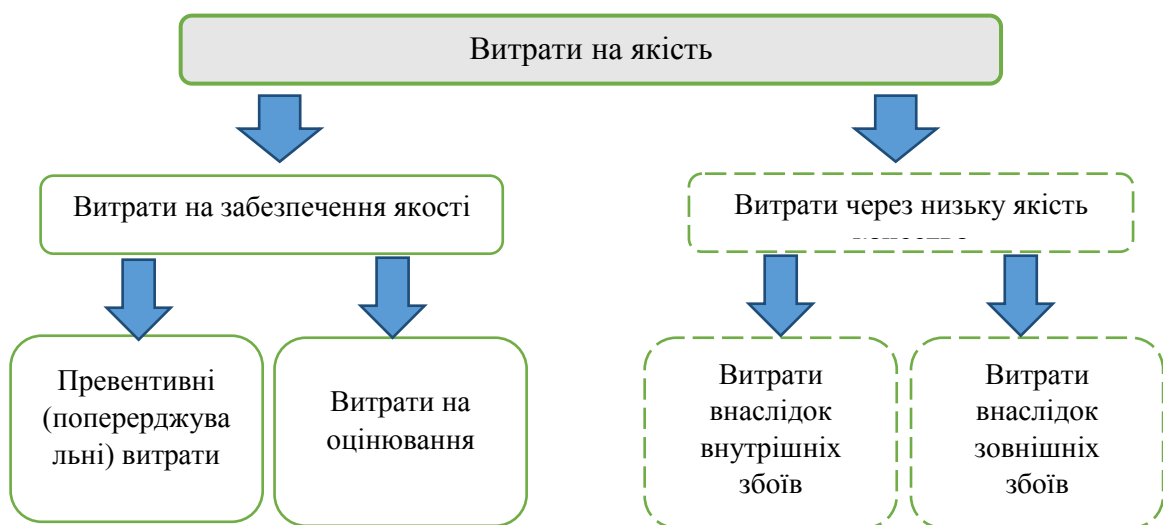 Витрати на якість
Витрати на забезпечення якості
Витрати через низьку якість
Превентивні
(поперерджува
льні) витрати
Витрати на
оцінювання
Витрати
внаслідок
внутрішніх
збоїв
Витрати
внаслідок
зовнішніх
збоїв